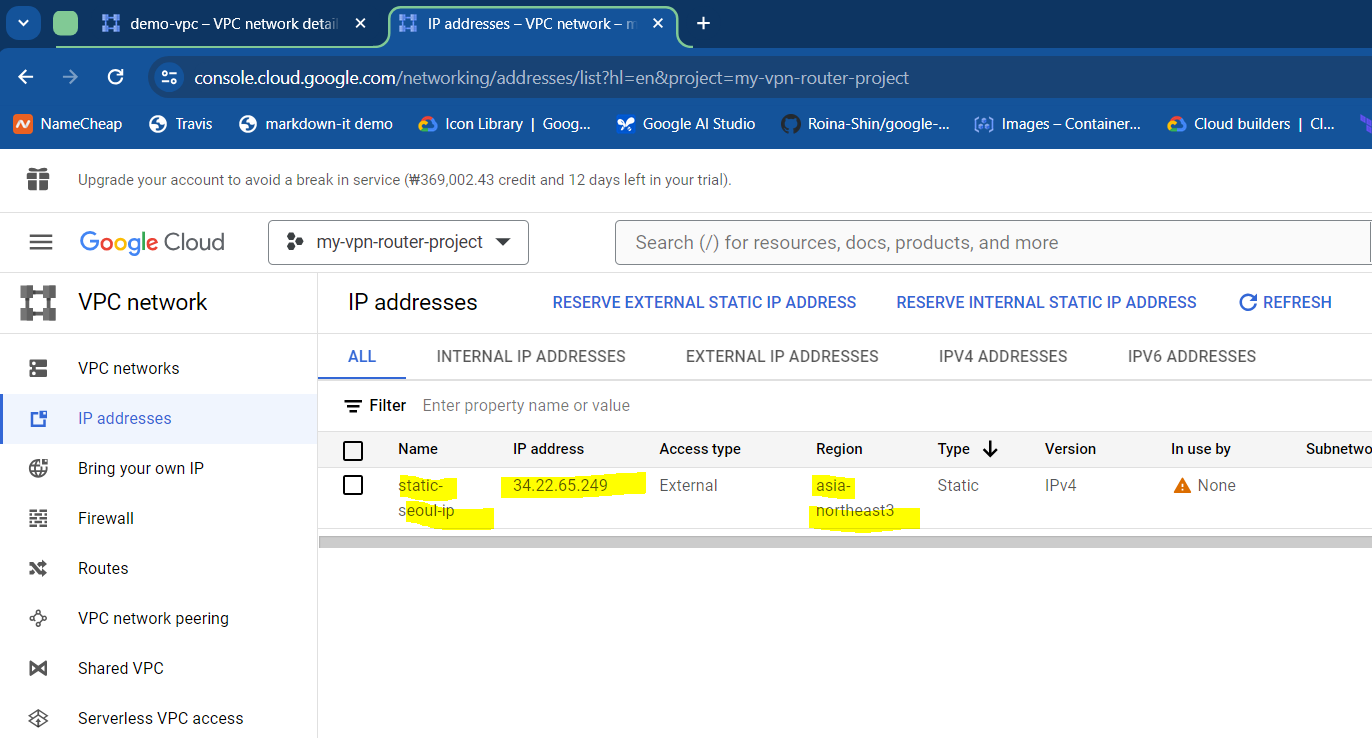 demo-vpc – VPC network detail
IP addresses – VPC network – m
console.cloud.google.com/networking/addresses/list?hl=en&project=my-vpn-router-project
NameCheap
Travis
markdown-it demo
Icon Library | Goog...
Google AI Studio
Roina-Shin/google-...
Images – Container...
Cloud builders | Cl...
Upgrade your account to avoid a break in service (₩369,002.43 credit and 12 days left in your trial).
Google Cloud
my-vpn-router-project
Search (/) for resources, docs, products, and more
VPC network
IP addresses
RESERVE EXTERNAL STATIC IP ADDRESS
RESERVE INTERNAL STATIC IP ADDRESS
REFRESH
VPC networks
IP addresses
Bring your own IP
Firewall
Routes
VPC network peering
Shared VPC
Serverless VPC access
ALL
INTERNAL IP ADDRESSES
EXTERNAL IP ADDRESSES
IPV4 ADDRESSES
IPV6 ADDRESSES
Filter Enter property name or value
Name IP address Access type Region Type Version In use by Subnetwo
static- 34.22.65.249 External asia- Static IPv4 None
seoul-ip northeast3